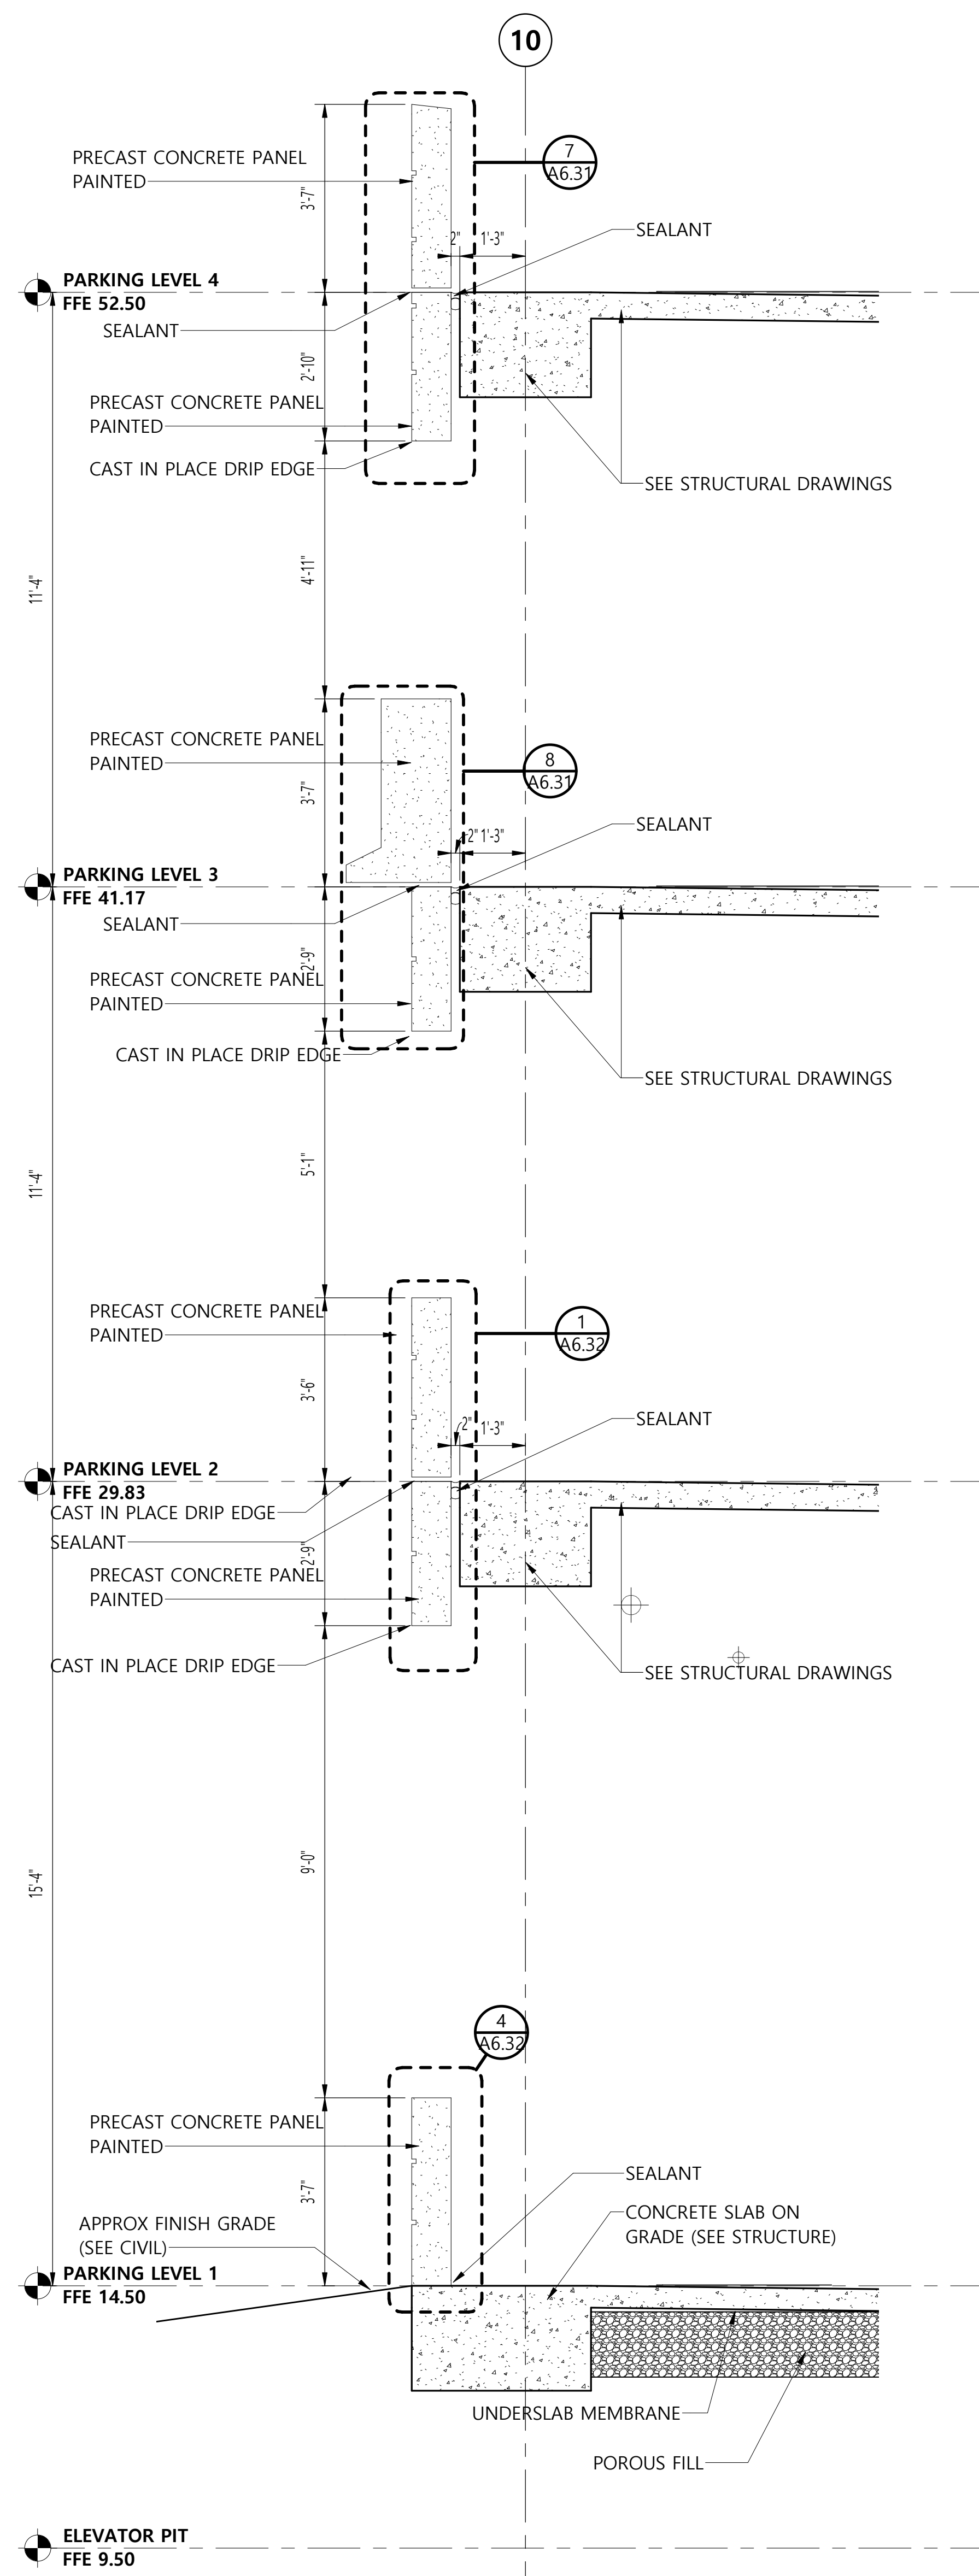 10
7
A6.31
PRECAST CONCRETE PANEL
PAINTED
3'-7"
SEALANT
2"
1'-3"
PARKING LEVEL 4
FFE 52.50
SEALANT
2'-10"
PRECAST CONCRETE PANEL
PAINTED
CAST IN PLACE DRIP EDGE
SEE STRUCTURAL DRAWINGS
4'-11"
11'-4"
PRECAST CONCRETE PANEL
PAINTED
8
A6.31
3'-7"
SEALANT
2"
1'-3"
PARKING LEVEL 3
FFE 41.17
SEALANT
2'-9"
PRECAST CONCRETE PANEL
PAINTED
CAST IN PLACE DRIP EDGE
SEE STRUCTURAL DRAWINGS
5'-1"
11'-4"
PRECAST CONCRETE PANEL
PAINTED
1
A6.32
3'-6"
SEALANT
2"
1'-3"
PARKING LEVEL 2
FFE 29.83
CAST IN PLACE DRIP EDGE
SEALANT
2'-9"
PRECAST CONCRETE PANEL
PAINTED
CAST IN PLACE DRIP EDGE
SEE STRUCTURAL DRAWINGS
9'-0"
15'-4"
4
A6.32
PRECAST CONCRETE PANEL
PAINTED
3'-7"
SEALANT
CONCRETE SLAB ON
GRADE (SEE STRUCTURE)
APPROX FINISH GRADE
(SEE CIVIL)
PARKING LEVEL 1
FFE 14.50
UNDERSLAB MEMBRANE
POROUS FILL
ELEVATOR PIT
FFE 9.50